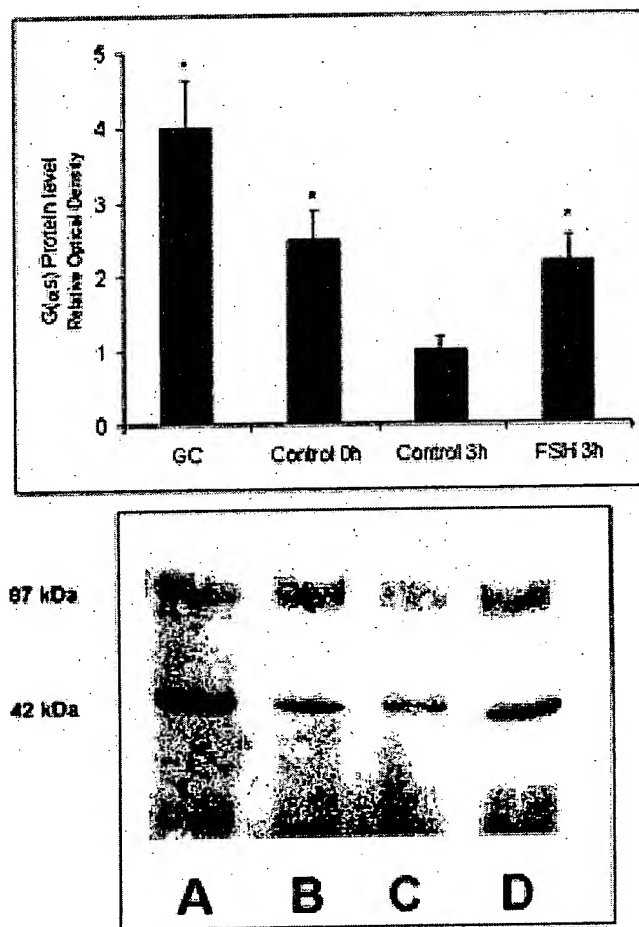 5
4
3
2
1
0
G(αs) Protein level
Relative Optical Density
* * *
GC Control 0h Control 3h FSH 3h
87 kDa
42 kDa
A B C D